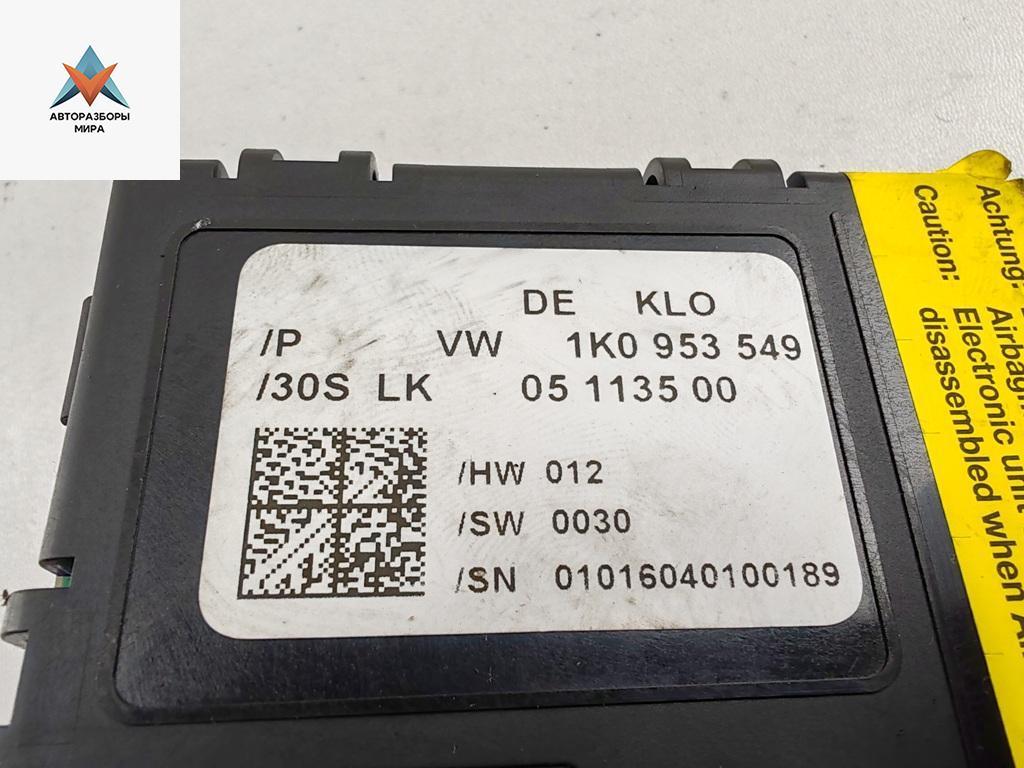 АВТОРАЗБОРЫ
МИРА
DE KLO
/P VW 1K0 953 549
/30S LK 05 1135 00
/HW 012
/SW 0030
/SN 01016040100189
Achtung:
Caution:
Electronic unit
disassembled when